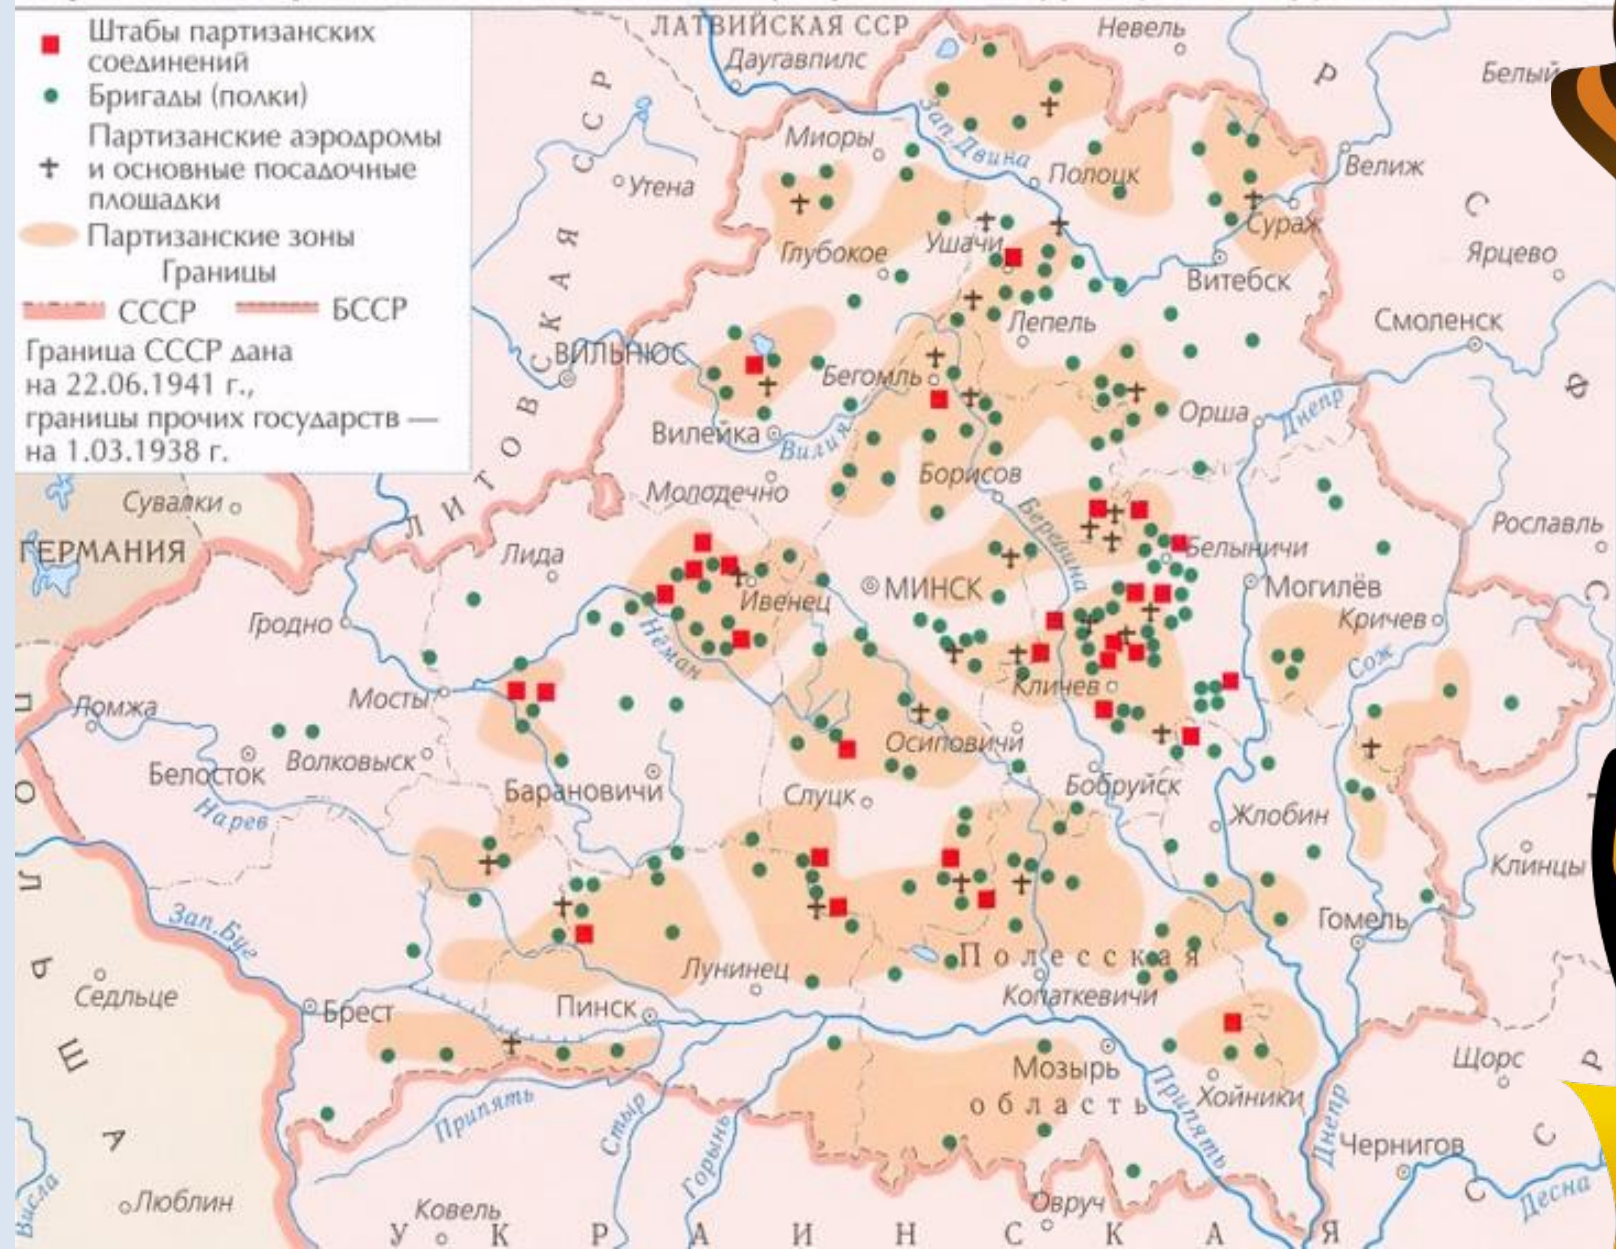 Штабы партизанских
соединений
Бригады (полки)
Партизанские аэродромы
и основные посадочные
площадки
Партизанские зоны
Границы
СССР БССР
Граница СССР дана
на 22.06.1941 г.,
границы прочих государств —
на 1.03.1938 г.
ЛАТВИЙСКАЯ ССР
Невель
Даугавпилс
Белый
Миоры
Зап. Двина
Полоцк
Велиж
Утена
Сураж
Глубокое
Ушачи
Витебск
Ярцево
Лепель
Смоленск
ЛИТОВСКАЯ ССР
ВИЛЬНЮС
Бегомль
Орша
Днепр
Вилейка
Вилия
Борисов
Молодечно
Сувалки
Березина
Рославль
ГЕРМАНИЯ
Лида
Белыничи
МИНСК
Могилёв
Ивенец
Гродно
Кричев
Нёман
Сож
Мосты
Кличев
Ломжа
Осиповичи
Белосток
Волковыск
Барановичи
Слуцк
Бобруйск
Нарев
Жлобин
Клинцы
Зап. Буг
Гомель
Полесская
Лунинец
Седльце
Копаткевичи
Брест
Пинск
Мозырь
Щорс
область
Хойники
Припять
Стырь
Горынь
Припять
Днепр
Чернигов
Люблин
Висла
Ковель
Овруч
Десна
ПОЛЬША
УКРАИНСКАЯ
ССР
Р
С
Ф
С
Р